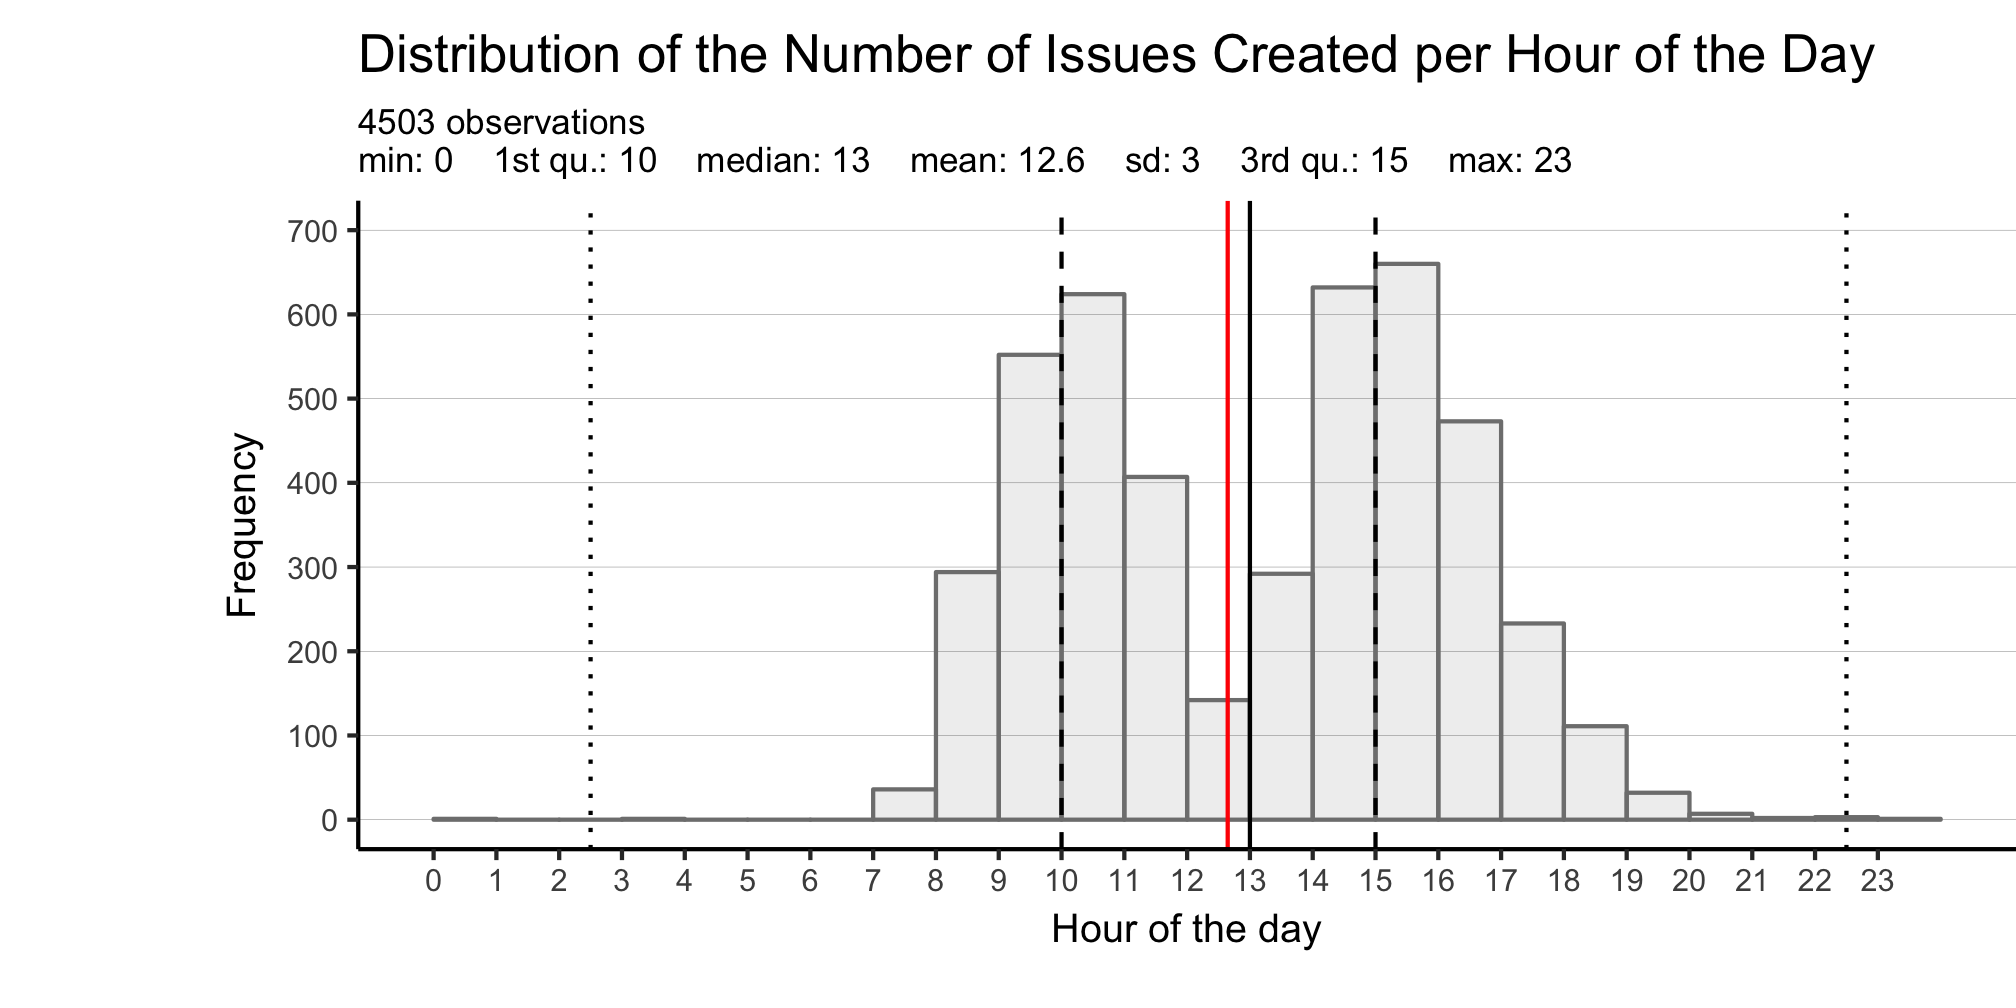 Distribution of the Number of Issues Created per Hour of the Day
4503 observations
min: 0 1st qu.: 10 median: 13 mean: 12.6 sd: 3 3rd qu.: 15 max: 23
700
600
500
400
300
200
100
0
Frequency
0 1 2 3 4 5 6 7 8 9 10 11 12 13 14 15 16 17 18 19 20 21 22 23
Hour of the day